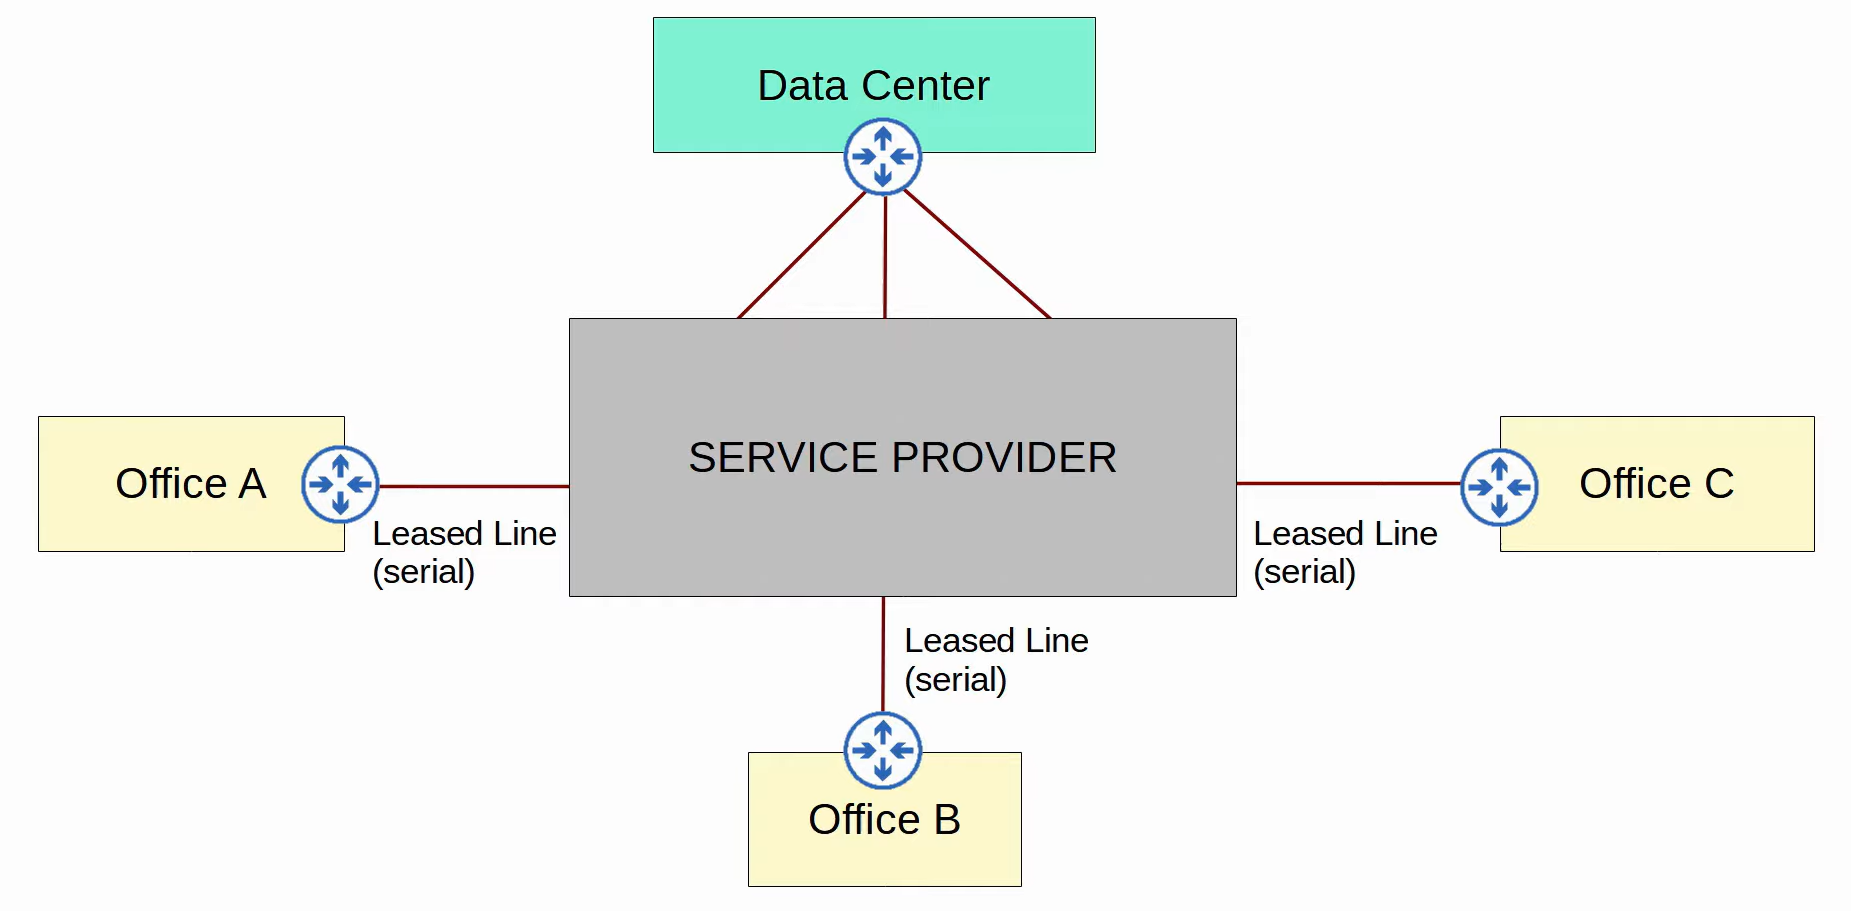 Data Center
SERVICE PROVIDER
Office A
Leased Line
(serial)
Leased Line
(serial)
Office C
Leased Line
(serial)
Office B